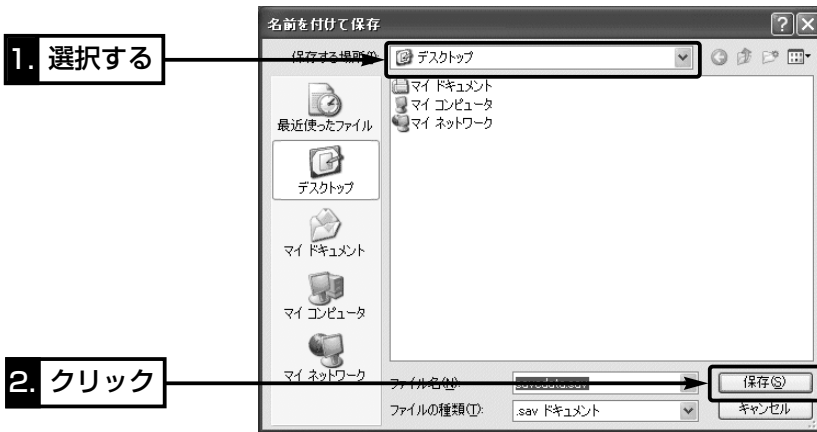 名前を付けて保存
1. 選択する
保存する場所(I):
デスクトップ
マイ ドキュメント
マイ コンピュータ
マイ ネットワーク
最近使ったファイル
デスクトップ
マイ ドキュメント
マイ コンピュータ
マイ ネットワーク
2. クリック
ファイル名(N):
savedata.sav
保存(S)
ファイルの種類(T):
.sav ドキュメント
キャンセル